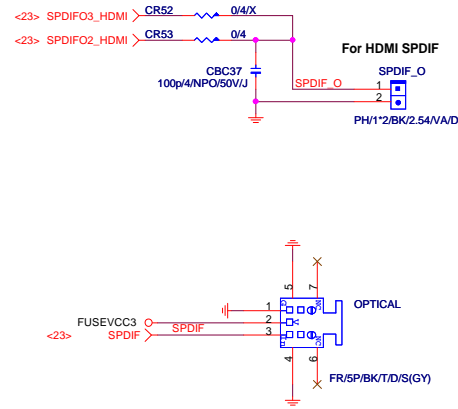 <23> SPDIFO3_HDMI CR52 0/4/X
<23> SPDIFO2_HDMI CR53 0/4
For HDMI SPDIF
CBC37
100p/4/NPO/50V/J
SPDIF_O
SPDIF_O
1
2
PH/1*2/BK/2.54/VA/D
5
7
G
NC
1
OPTICAL
FUSEVCC3
2
V
<23> SPDIF
SPDIF
3
NC
4
6
FR/5P/BK/T/D/S(GY)